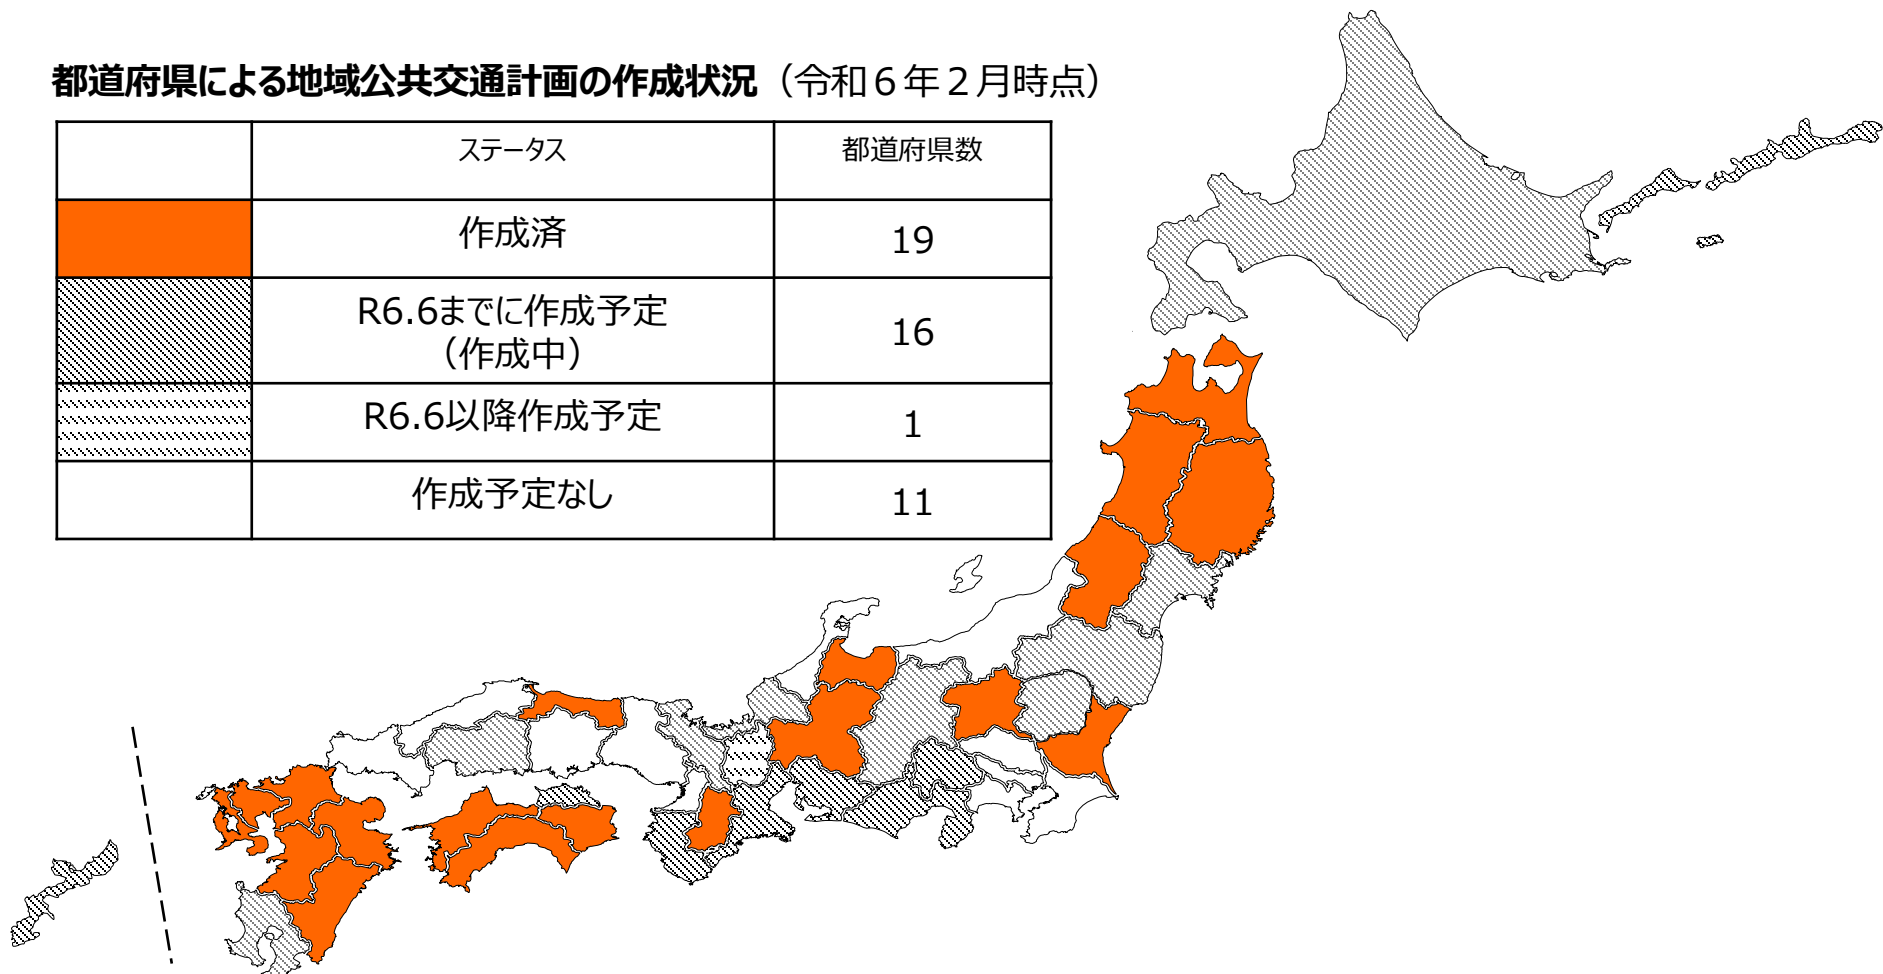 都道府県による地域公共交通計画の作成状況（令和６年２月時点）
ステータス
都道府県数
作成済
19
R6.6までに作成予定
（作成中）
16
R6.6以降作成予定
1
作成予定なし
11